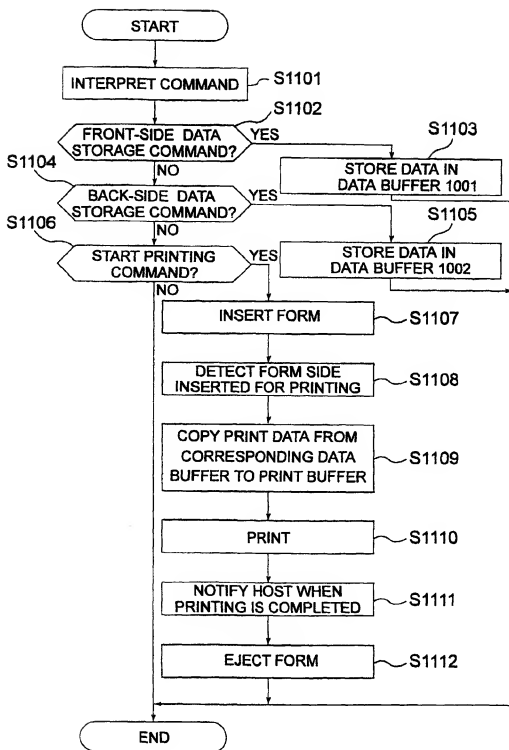 START
INTERPRET COMMAND
S1101
S1102
FRONT-SIDE DATA
STORAGE COMMAND?
YES
NO
S1103
STORE DATA IN
DATA BUFFER 1001
S1104
BACK-SIDE DATA
STORAGE COMMAND?
YES
NO
S1105
STORE DATA IN
DATA BUFFER 1002
S1106
START PRINTING
COMMAND?
YES
NO
INSERT FORM
S1107
DETECT FORM SIDE
INSERTED FOR PRINTING
S1108
COPY PRINT DATA FROM
CORRESPONDING DATA
BUFFER TO PRINT BUFFER
S1109
PRINT
S1110
NOTIFY HOST WHEN
PRINTING IS COMPLETED
S1111
EJECT FORM
S1112
END